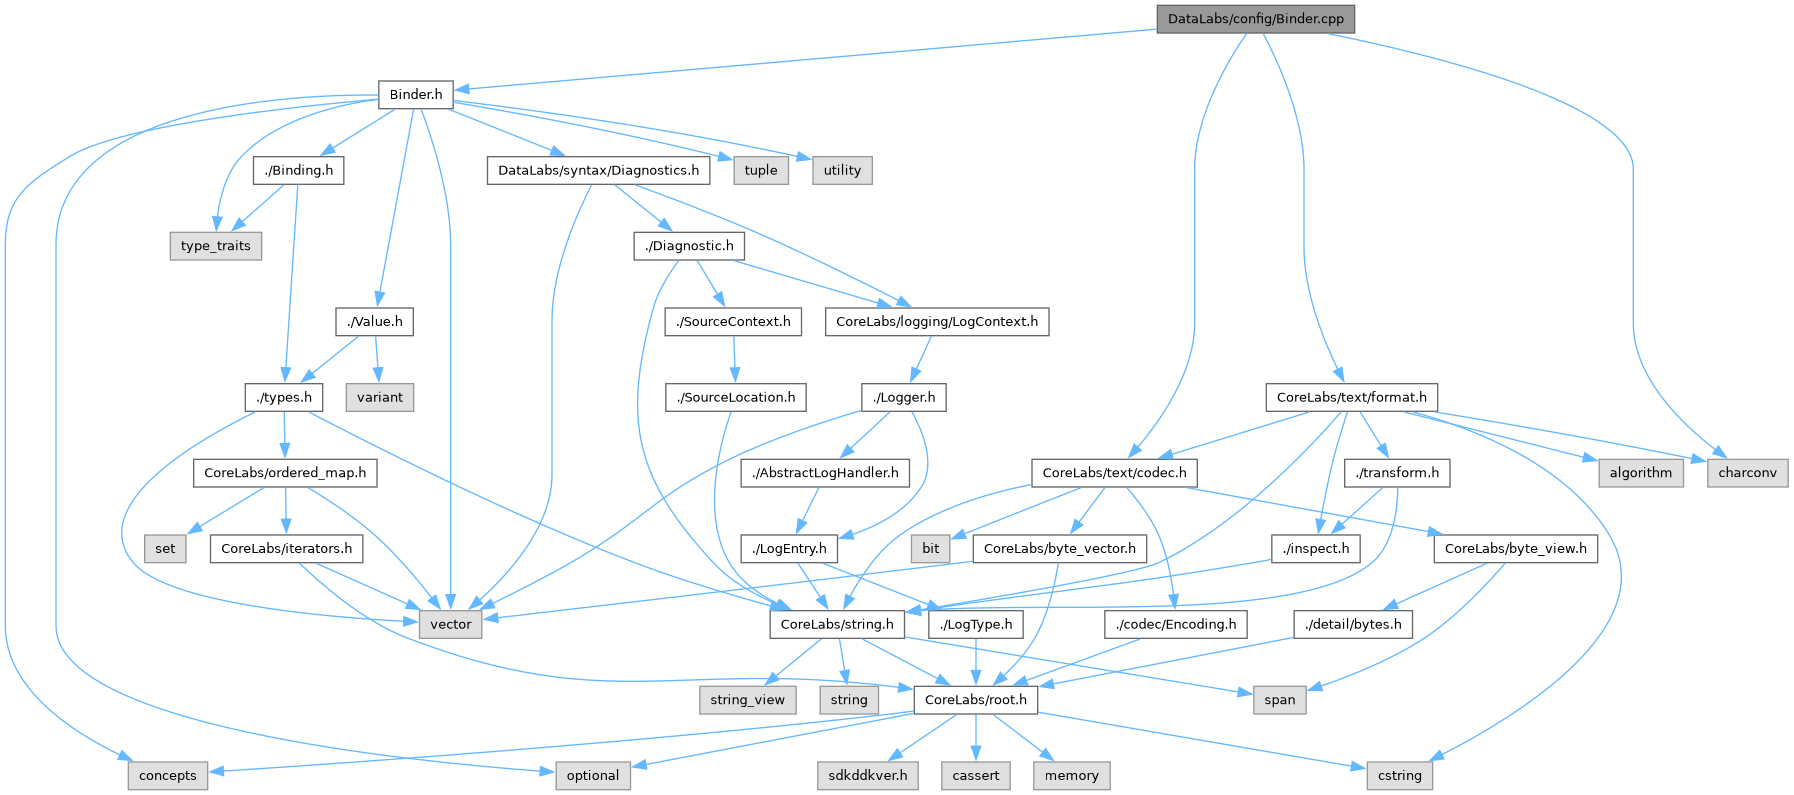 DataLabs/config/Binder.cpp
Binder.h
./Binding.h
DataLabs/syntax/Diagnostics.h
tuple
utility
type_traits
./Diagnostic.h
./Value.h
./SourceContext.h
CoreLabs/logging/LogContext.h
./types.h
variant
./SourceLocation.h
./Logger.h
CoreLabs/text/format.h
CoreLabs/ordered_map.h
./AbstractLogHandler.h
CoreLabs/text/codec.h
./transform.h
algorithm
charconv
set
CoreLabs/iterators.h
./LogEntry.h
bit
CoreLabs/byte_vector.h
./inspect.h
CoreLabs/byte_view.h
vector
CoreLabs/string.h
./LogType.h
./codec/Encoding.h
./detail/bytes.h
string_view
string
CoreLabs/root.h
span
concepts
optional
sdkddkver.h
cassert
memory
cstring